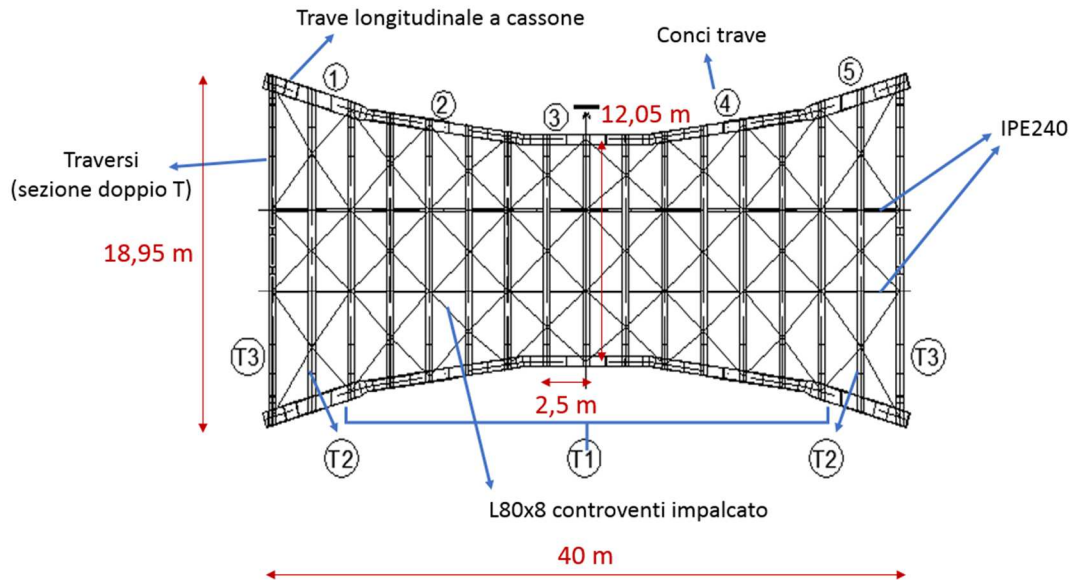 Trave longitudinale a cassone
Conci trave
1
2
3
4
5
12,05 m
IPE240
Traversi
(sezione doppio T)
18,95 m
T3
T3
2,5 m
T2
T1
T2
L80x8 controventi impalcato
40 m